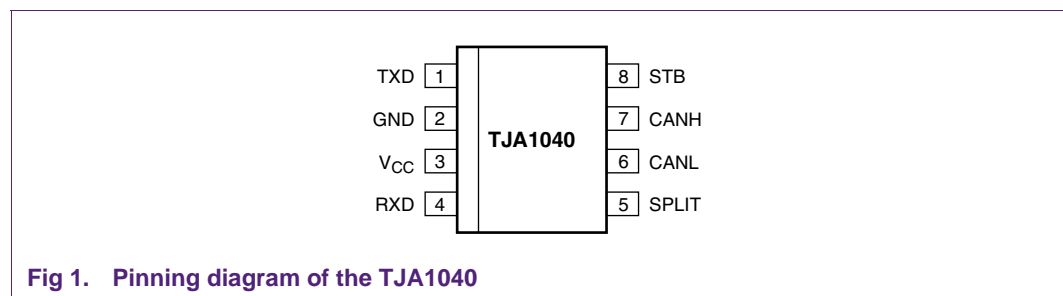 TXD 1 8 STB
GND 2 7 CANH
TJA1040
VCC 3 6 CANL
RXD 4 5 SPLIT
Fig 1. Pinning diagram of the TJA1040